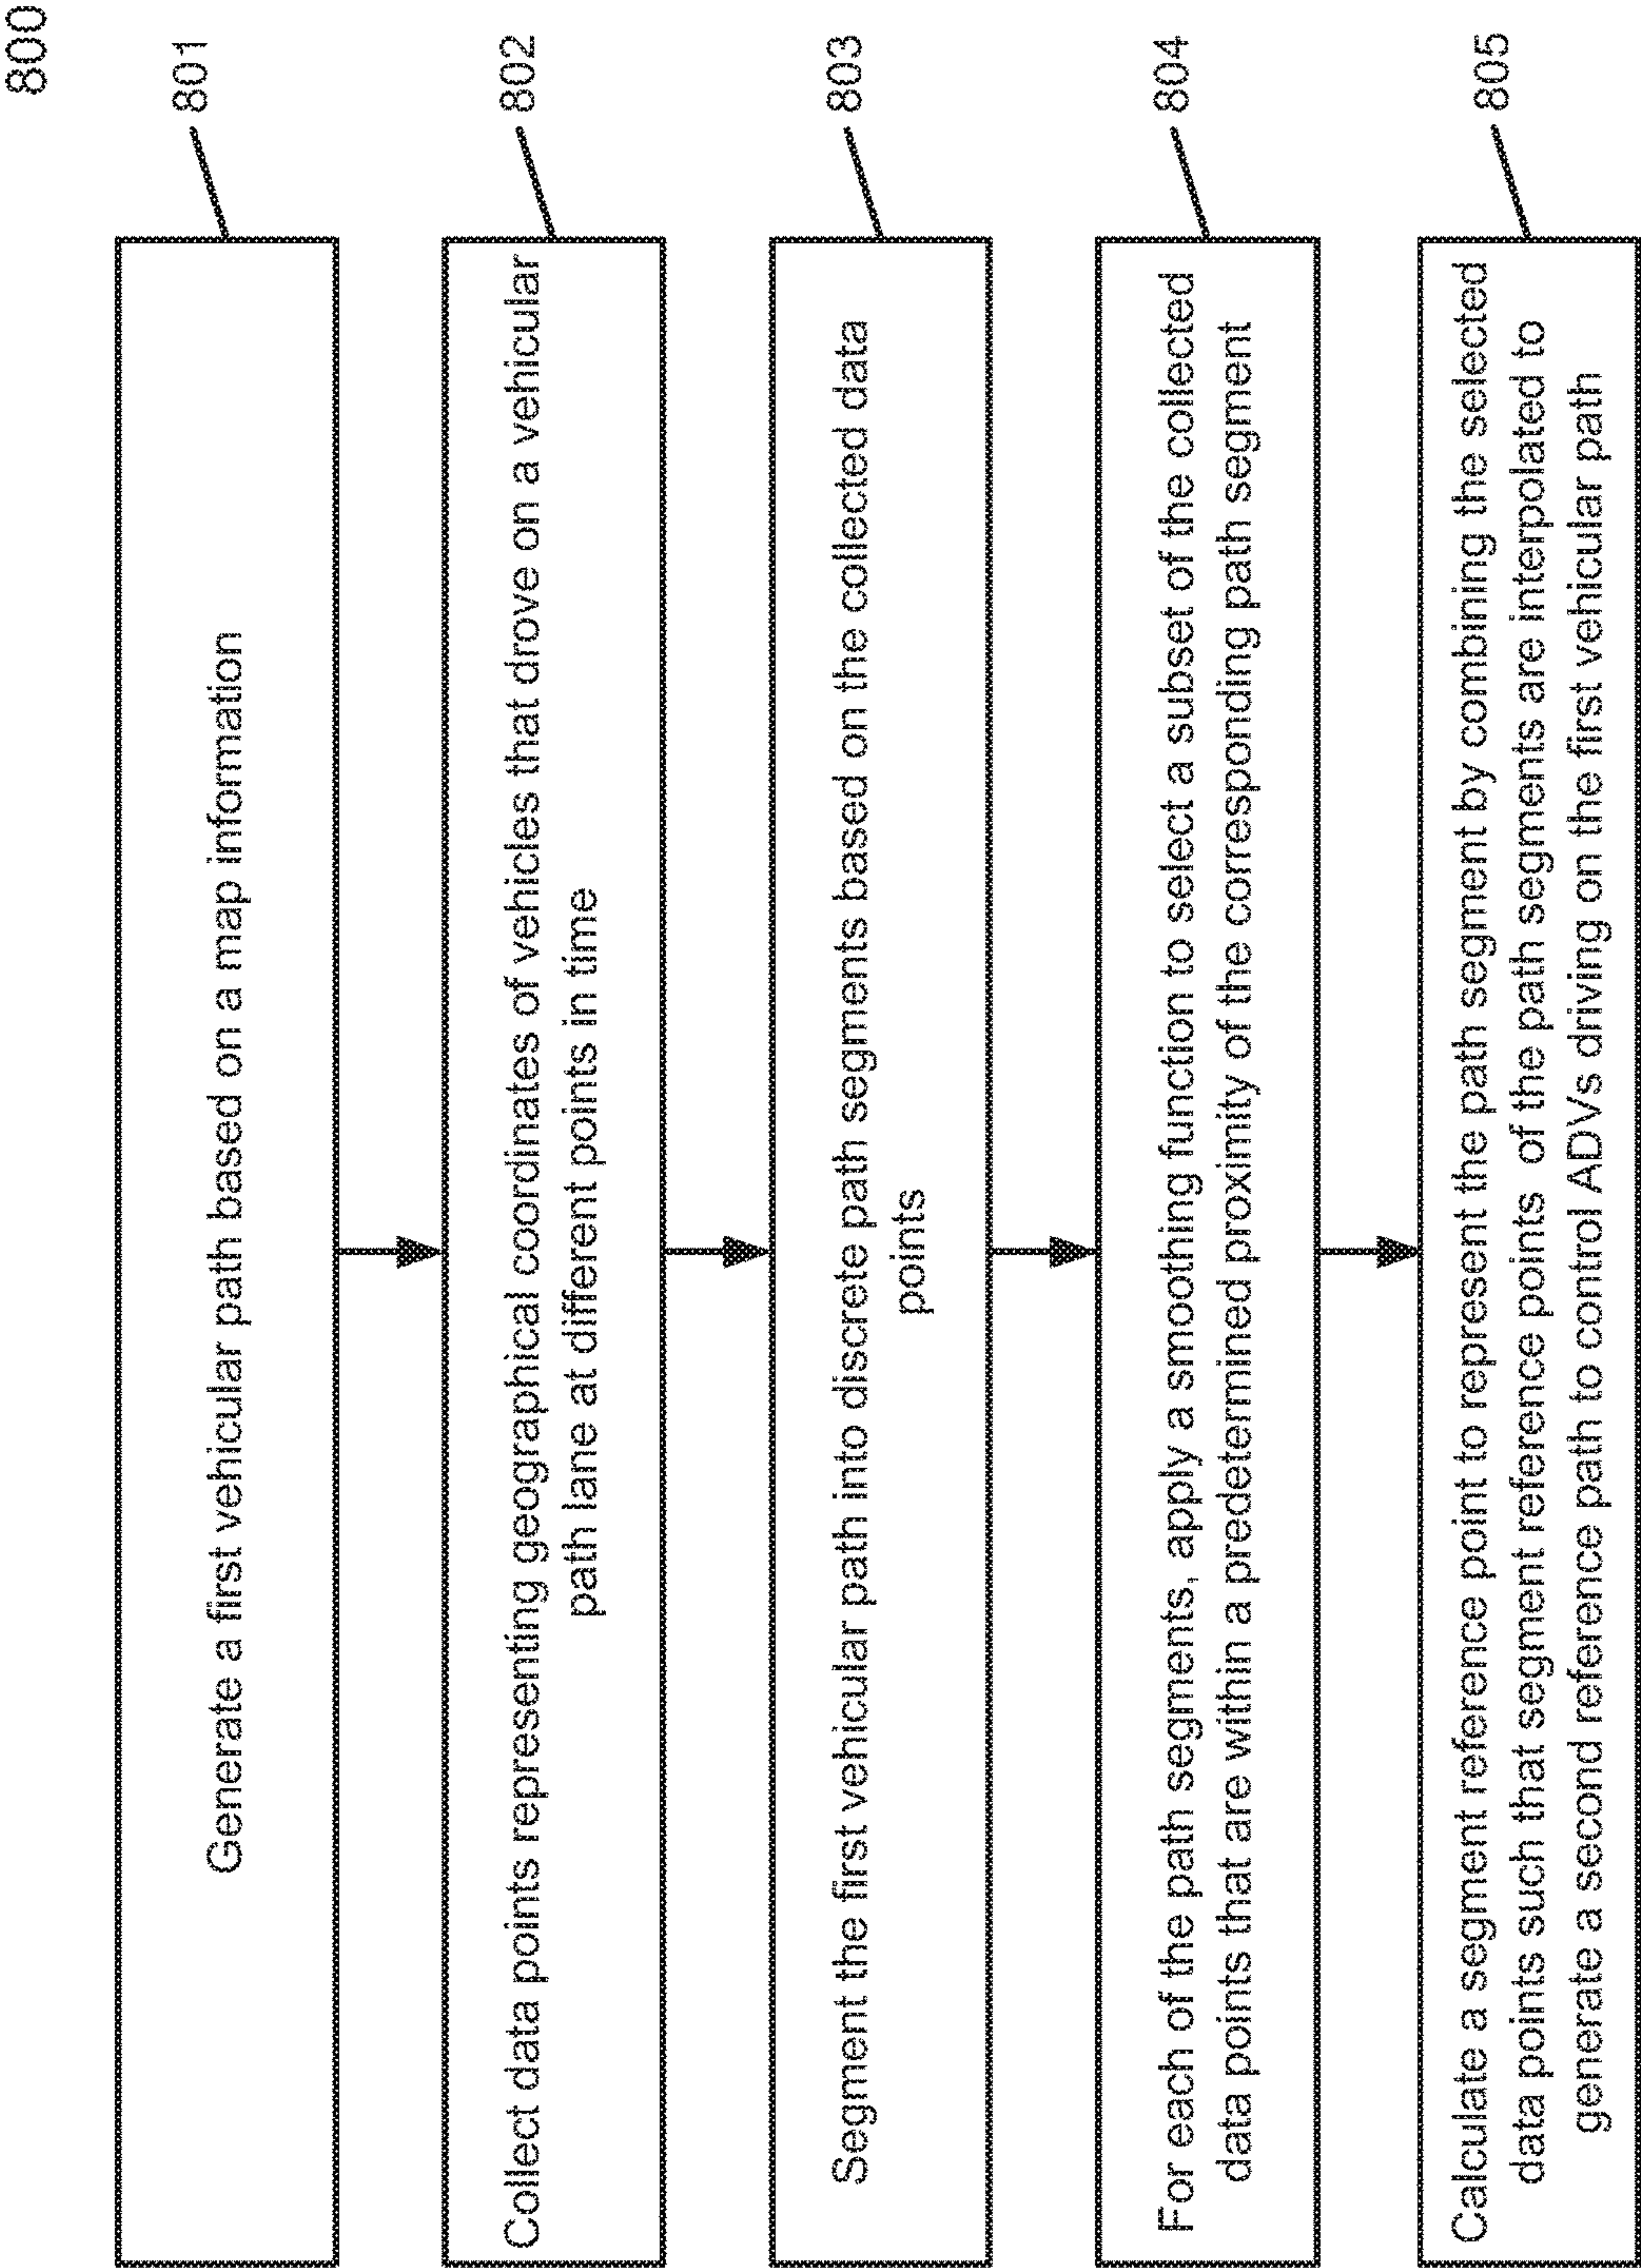 800
801
Generate a first vehicular path based on a map information
802
Collect data points representing geographical coordinates of vehicles that drove on a vehicular
path lane at different points in time
803
Segment the first vehicular path into discrete path segments based on the collected data
points
804
For each of the path segments, apply a smoothing function to select a subset of the collected
data points that are within a predetermined proximity of the corresponding path segment
805
Calculate a segment reference point to represent the path segment by combining the selected
data points such that segment reference points of the path segments are interpolated to
generate a second reference path to control ADVs driving on the first vehicular path